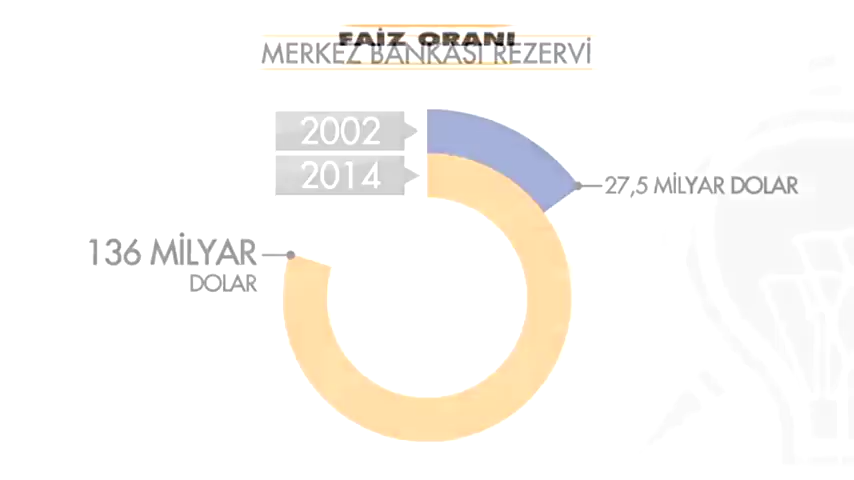 FAİZ ORANI
MERKEZ BANKASI REZERVİ
2002
2014
27,5 MİLYAR DOLAR
136 MİLYAR
DOLAR